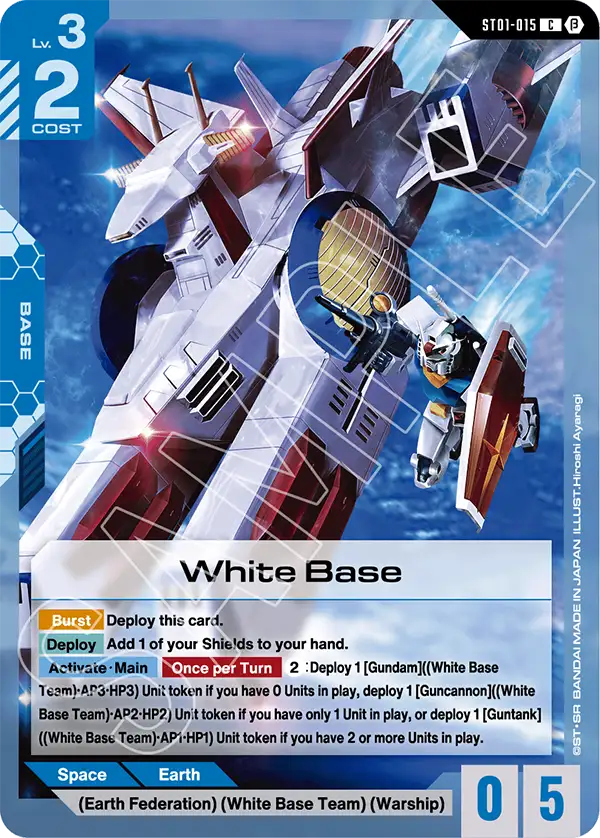 ST01-015 C β
Lv. 3
2
COST
BASE
SAMPLE
White Base
Burst Deploy this card.
Deploy Add 1 of your Shields to your hand.
Activate･Main Once per Turn 2 :Deploy 1 [Gundam]((White Base
Team)･AP3･HP3) Unit token if you have 0 Units in play, deploy 1 [Guncannon]((White
Base Team)･AP2･HP2) Unit token if you have only 1 Unit in play, or deploy 1 [Guntank]
((White Base Team)･AP1･HP1) Unit token if you have 2 or more Units in play.
Space Earth
(Earth Federation) (White Base Team) (Warship)
0 5
©ST･SR BANDAI MADE IN JAPAN ILLUST.Hiroshi Ayaragi